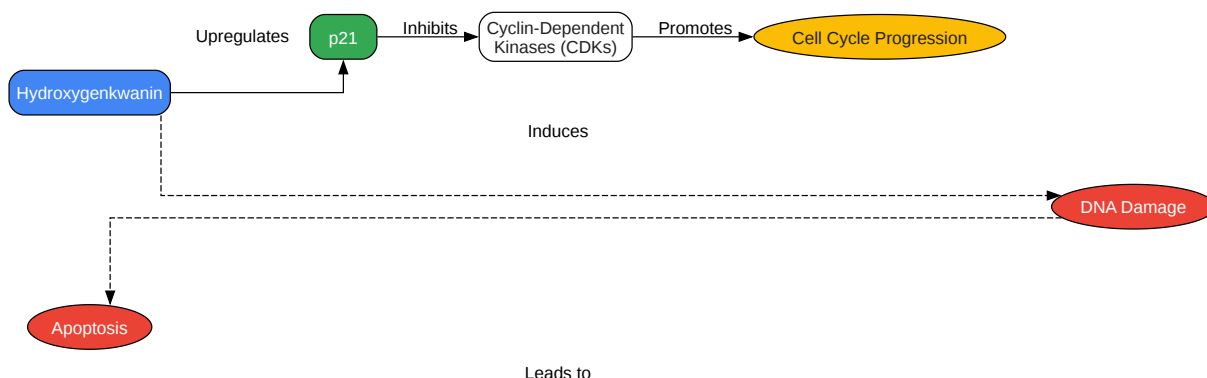 Upregulates
p21
Inhibits
Cyclin-Dependent
Kinases (CDKs)
Promotes
Cell Cycle Progression
Hydroxygenkwanin
Induces
DNA Damage
Apoptosis
Leads to